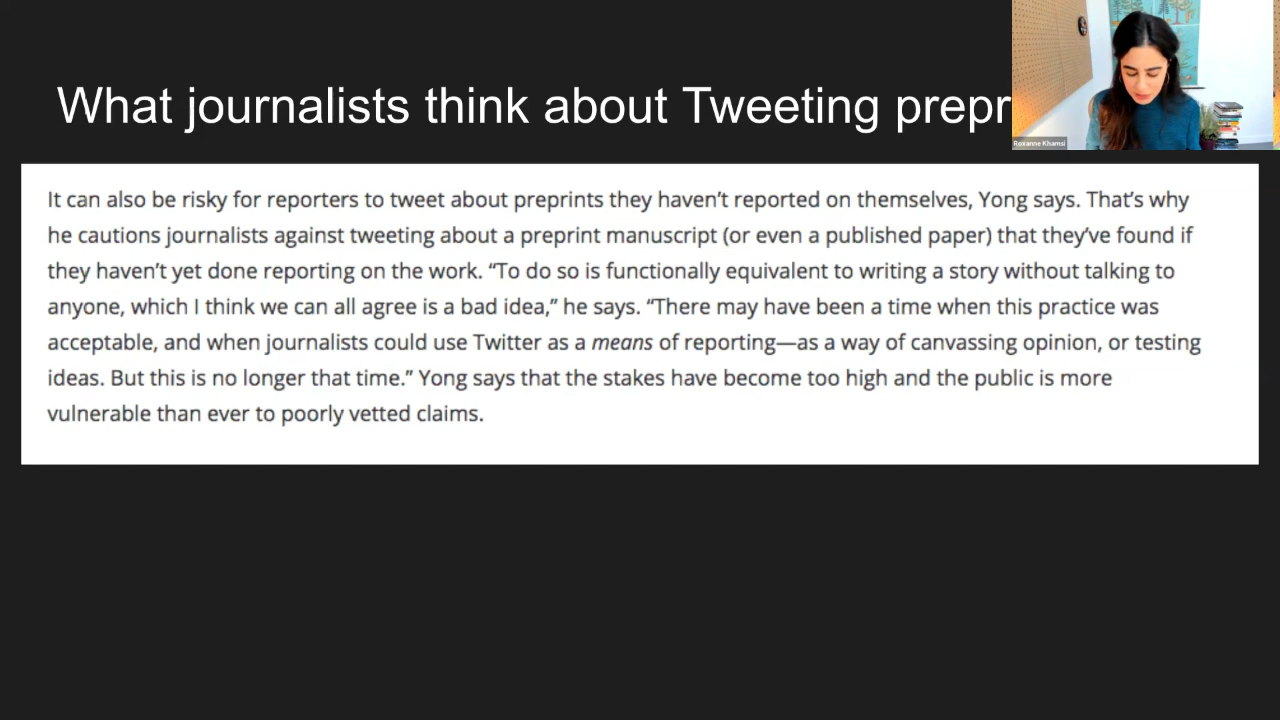 What journalists think about Tweeting prepr
Roxanne Khamsi
It can also be risky for reporters to tweet about preprints they haven’t reported on themselves, Yong says. That’s why
he cautions journalists against tweeting about a preprint manuscript (or even a published paper) that they’ve found if
they haven’t yet done reporting on the work. “To do so is functionally equivalent to writing a story without talking to
anyone, which I think we can all agree is a bad idea,” he says. “There may have been a time when this practice was
acceptable, and when journalists could use Twitter as a means of reporting—as a way of canvassing opinion, or testing
ideas. But this is no longer that time.” Yong says that the stakes have become too high and the public is more
vulnerable than ever to poorly vetted claims.